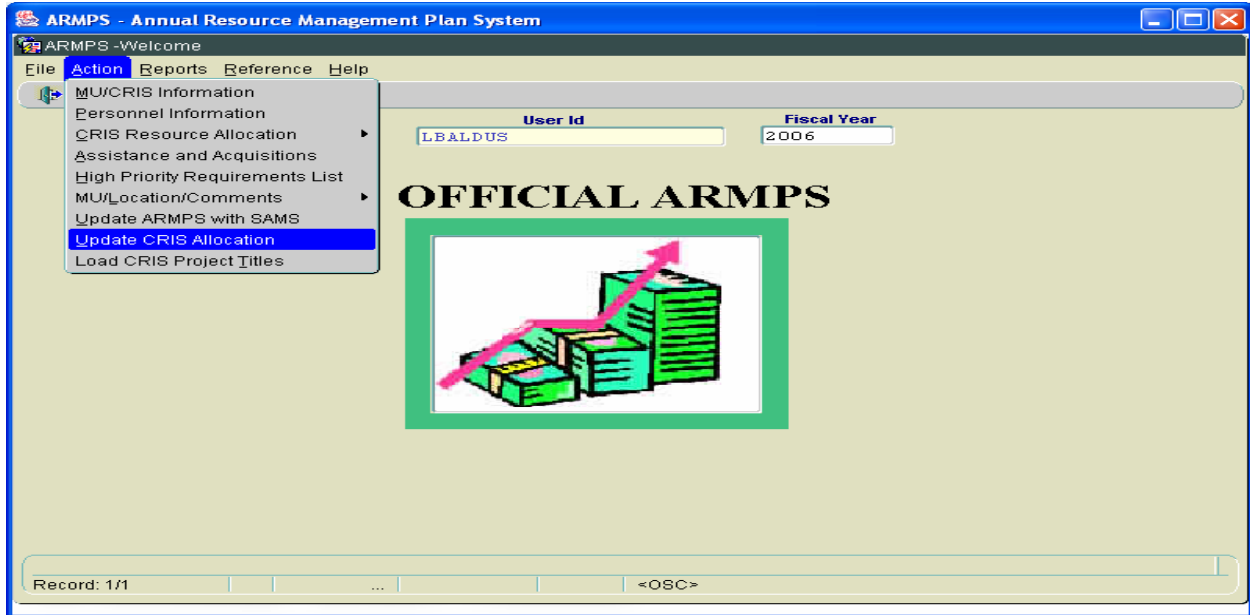 ARMPS - Annual Resource Management Plan System
ARMPS -Welcome
File Action Reports Reference Help
MU/CRIS Information
Personnel Information
CRIS Resource Allocation
Assistance and Acquisitions
High Priority Requirements List
MU/Location/Comments
Update ARMPS with SAMS
Update CRIS Allocation
Load CRIS Project Titles
User Id Fiscal Year
LBALDUS 2006
OFFICIAL ARMPS
Record: 1/1 ... <OSC>